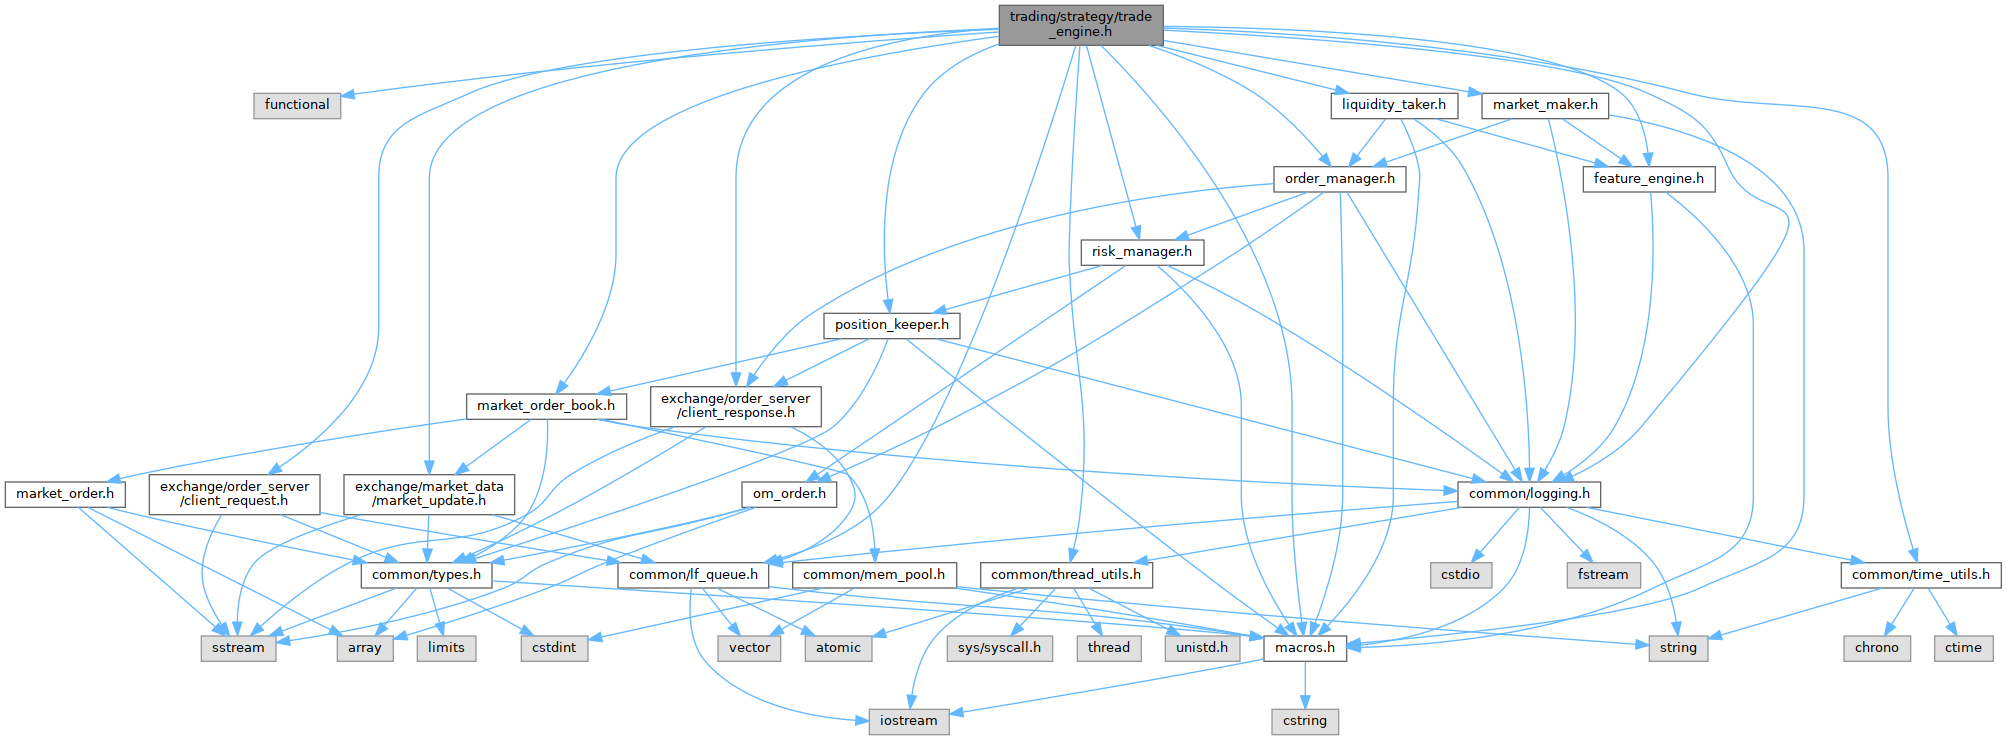 trading/strategy/trade
_engine.h
functional
liquidity_taker.h
market_maker.h
order_manager.h
feature_engine.h
risk_manager.h
position_keeper.h
market_order_book.h
exchange/order_server
/client_response.h
market_order.h
exchange/order_server
/client_request.h
exchange/market_data
/market_update.h
om_order.h
common/logging.h
common/types.h
common/lf_queue.h
common/mem_pool.h
common/thread_utils.h
cstdio
fstream
common/time_utils.h
sstream
array
limits
cstdint
vector
atomic
sys/syscall.h
thread
unistd.h
macros.h
string
chrono
ctime
iostream
cstring